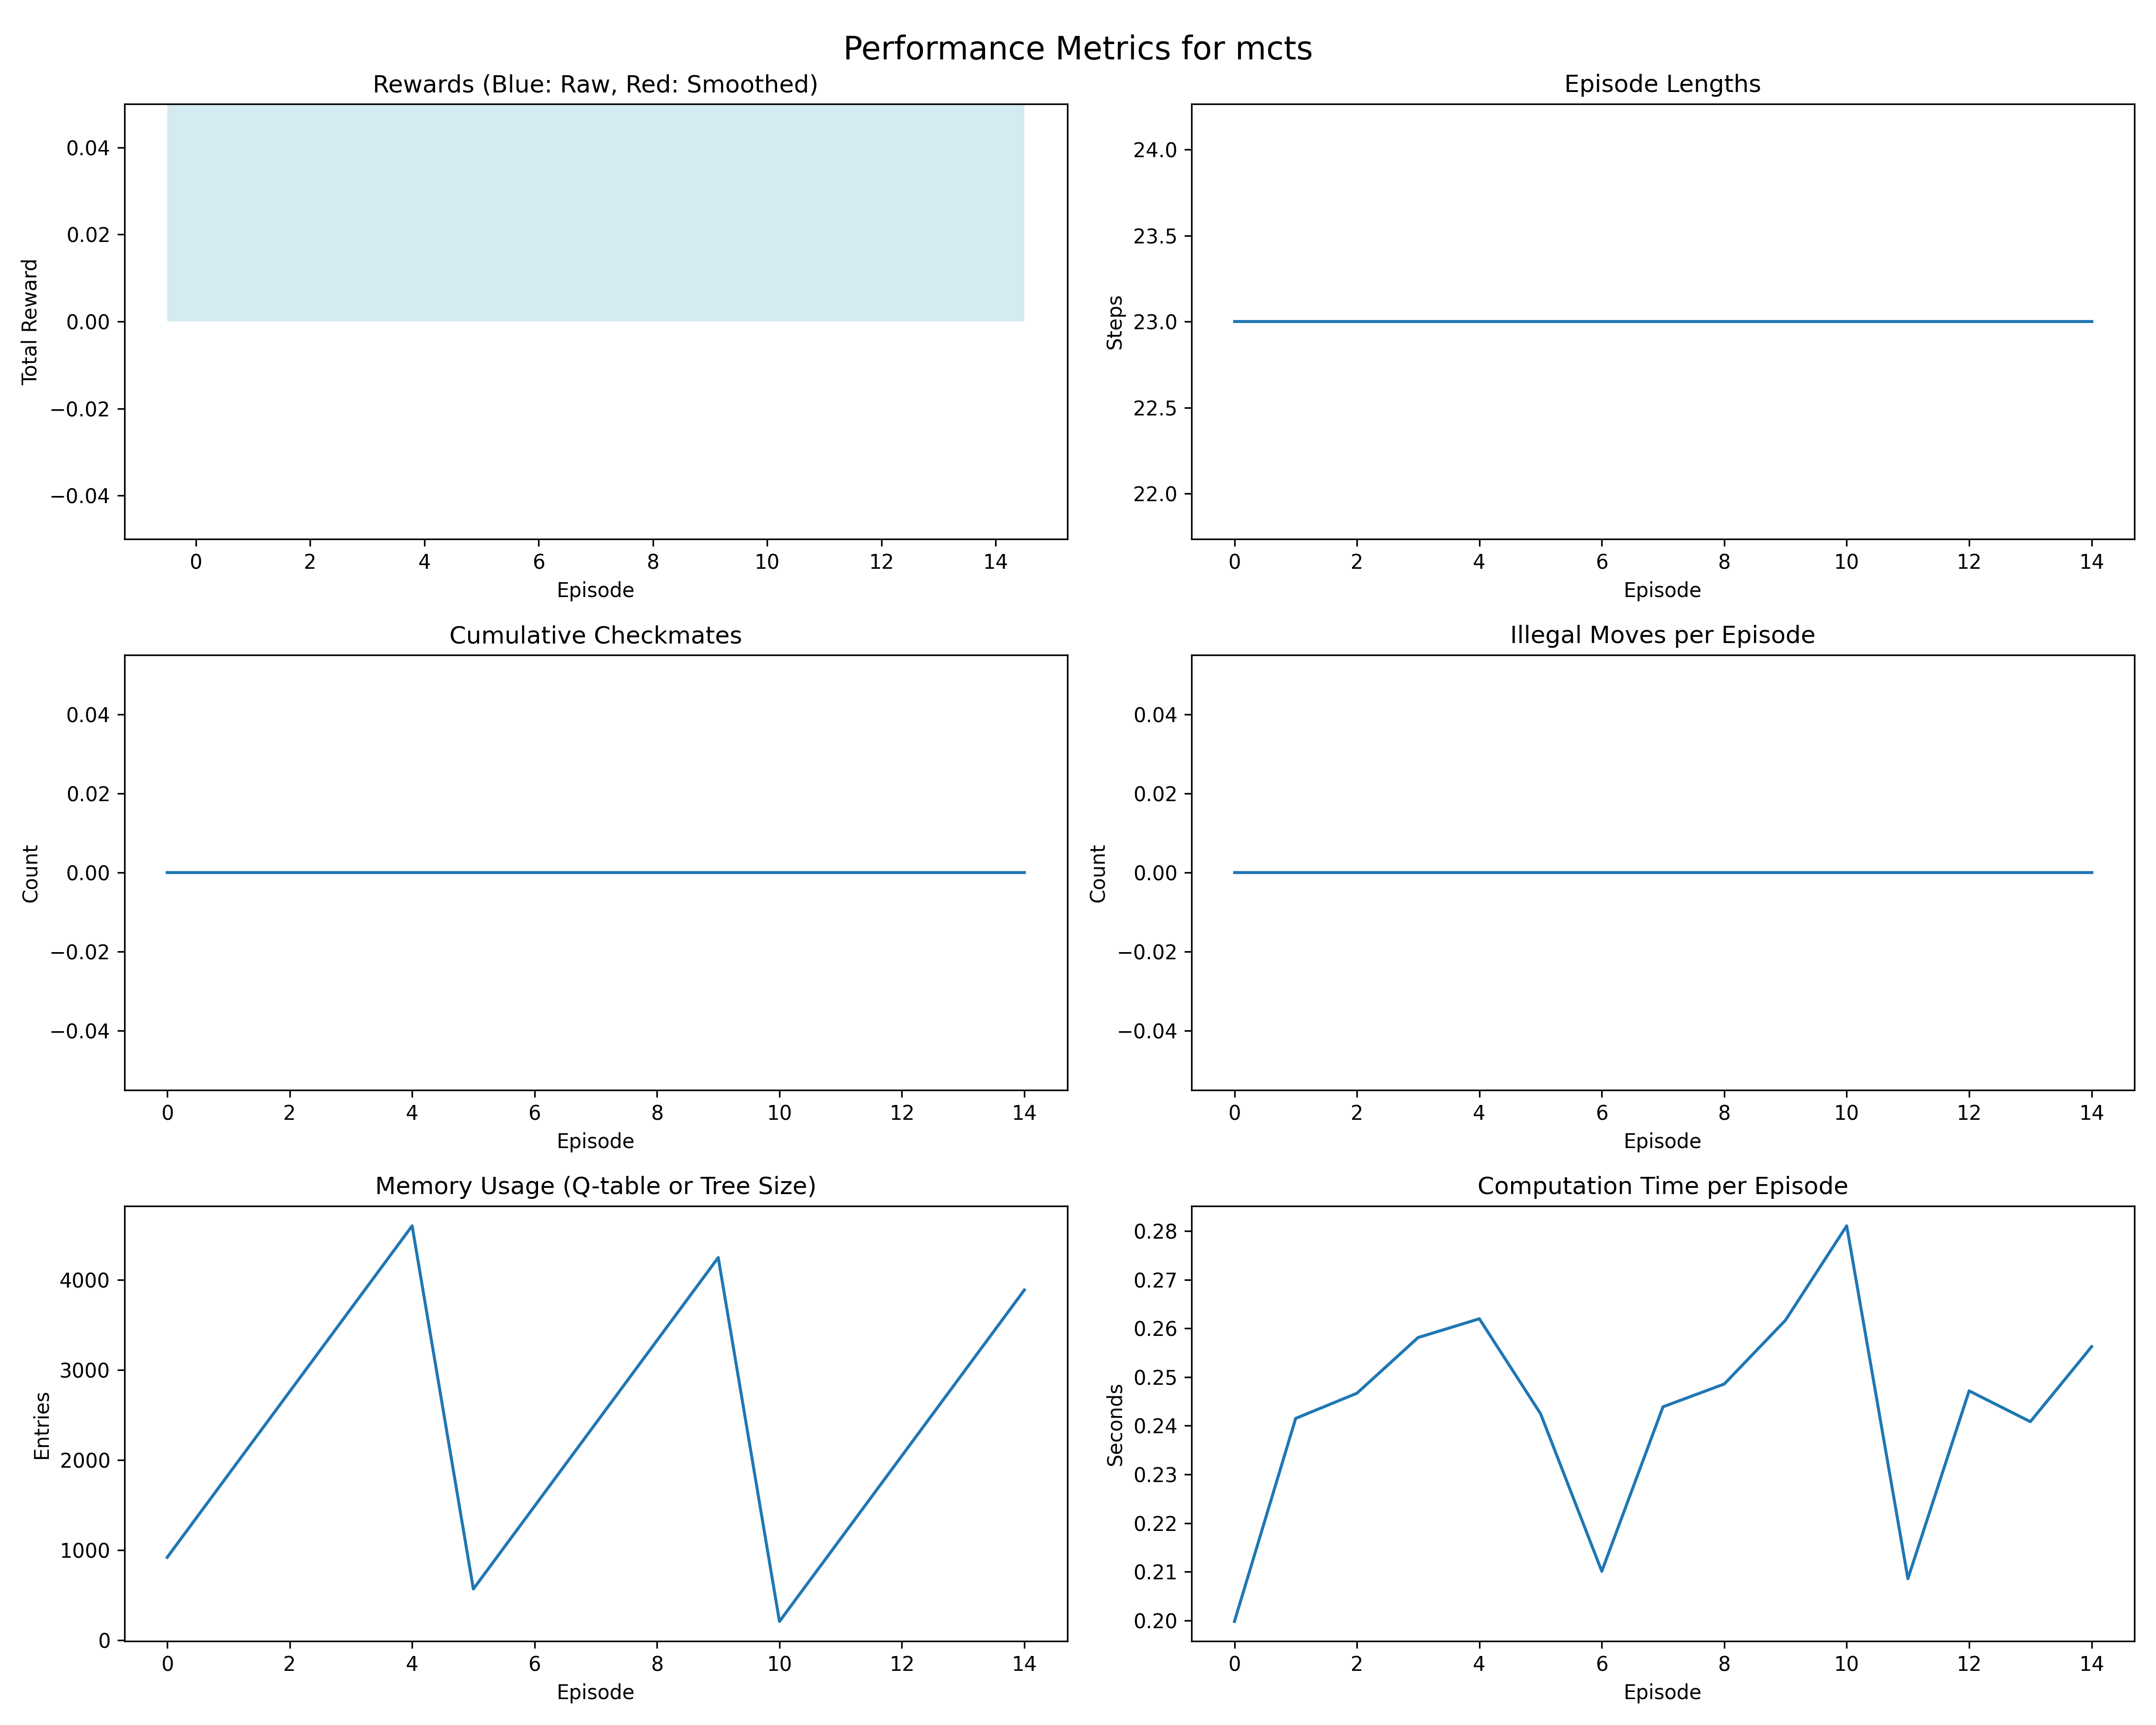 Performance Metrics for mcts
Rewards (Blue: Raw, Red: Smoothed)
Total Reward
0.04
0.02
0.00
−0.02
−0.04
0 2 4 6 8 10 12 14
Episode
Episode Lengths
Steps
24.0
23.5
23.0
22.5
22.0
0 2 4 6 8 10 12 14
Episode
Cumulative Checkmates
Count
0.04
0.02
0.00
−0.02
−0.04
0 2 4 6 8 10 12 14
Episode
Illegal Moves per Episode
Count
0.04
0.02
0.00
−0.02
−0.04
0 2 4 6 8 10 12 14
Episode
Memory Usage (Q-table or Tree Size)
Entries
4000
3000
2000
1000
0
0 2 4 6 8 10 12 14
Episode
Computation Time per Episode
Seconds
0.28
0.27
0.26
0.25
0.24
0.23
0.22
0.21
0.20
0 2 4 6 8 10 12 14
Episode